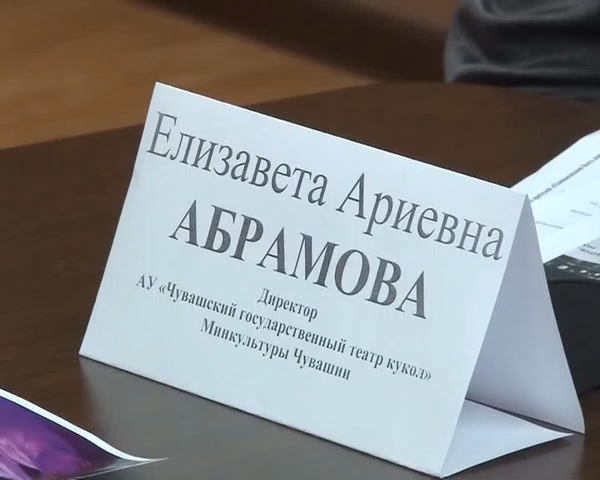 Елизавета Ариевна
АБРАМОВА
Директор
АУ «Чувашский государственный театр кукол»
Минкультуры Чувашии